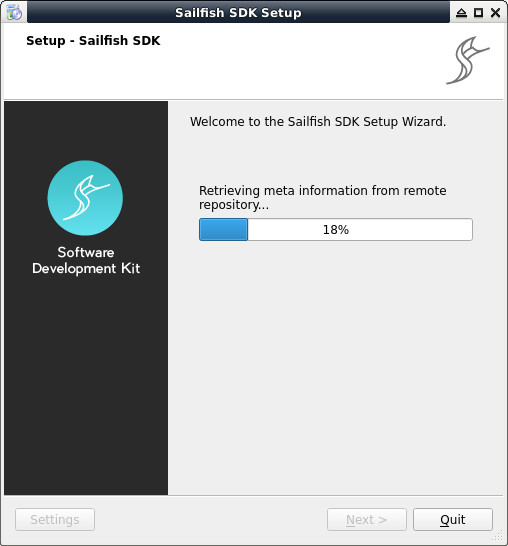 Sailfish SDK Setup
Setup - Sailfish SDK
Welcome to the Sailfish SDK Setup Wizard.
Software
Development Kit
Retrieving meta information from remote
repository...
18%
Settings
Next >
Quit